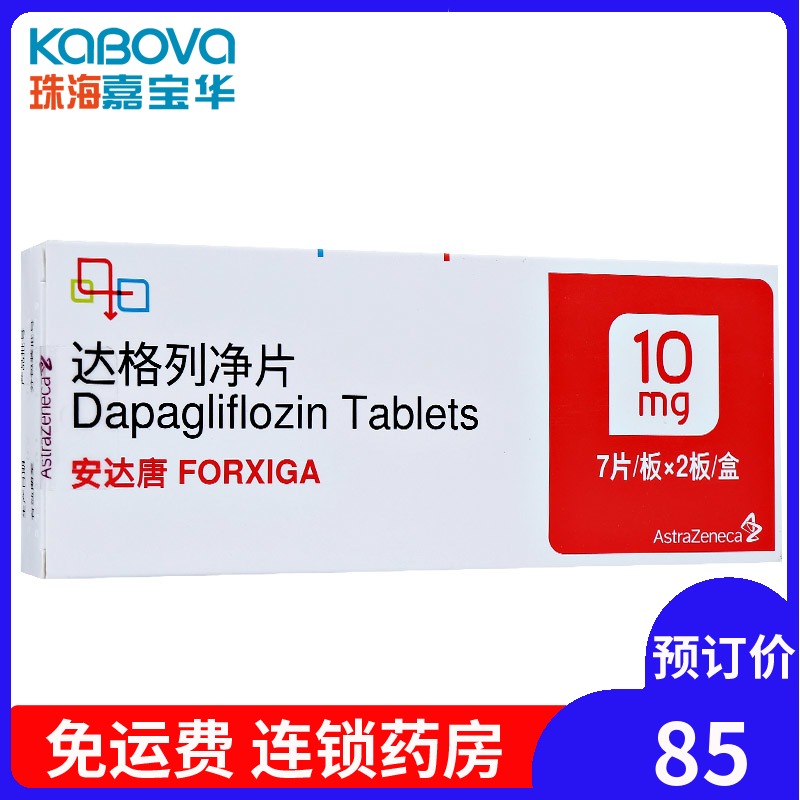 KABOVA
珠海嘉宝华
达格列净片
Dapagliflozin Tablets
安达唐 FORXIGA
10
mg
7片/板×2板/盒
AstraZeneca
AstraZeneca
预订价
85
免运费 连锁药房